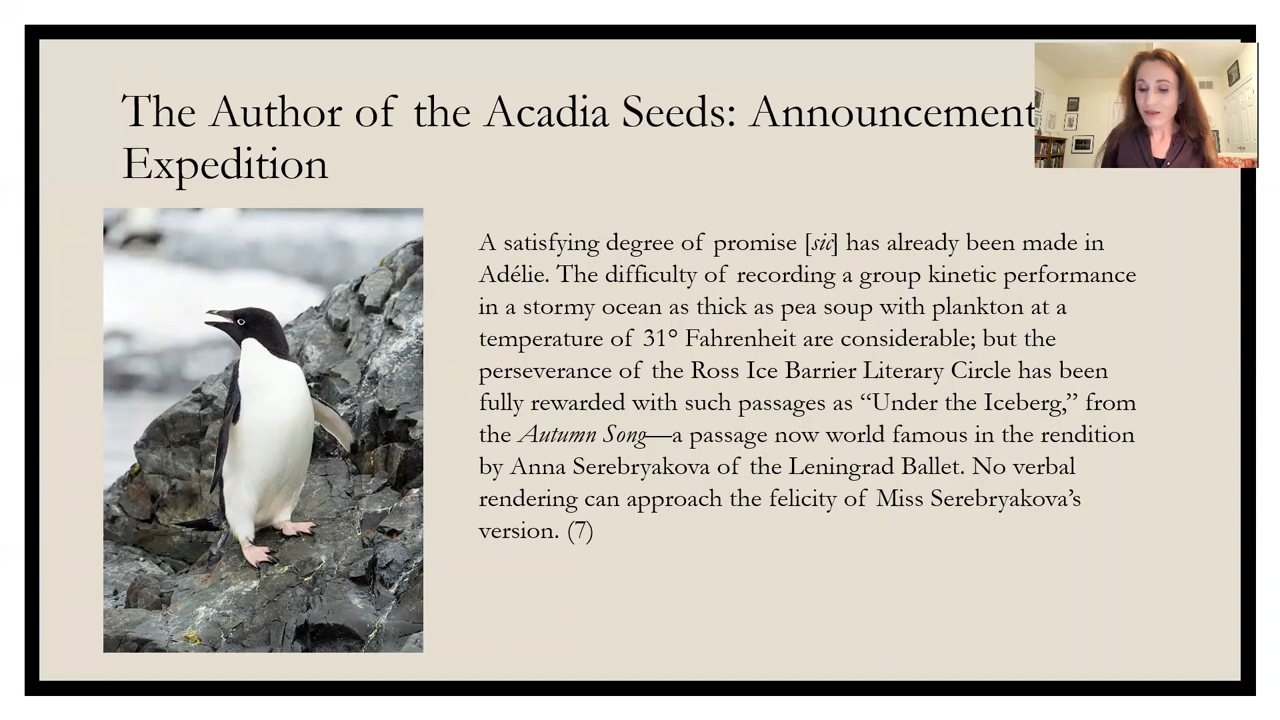 The Author of the Acadia Seeds: Announcement
Expedition
A satisfying degree of promise [sic] has already been made in
Adélie. The difficulty of recording a group kinetic performance
in a stormy ocean as thick as pea soup with plankton at a
temperature of 31° Fahrenheit are considerable; but the
perseverance of the Ross Ice Barrier Literary Circle has been
fully rewarded with such passages as “Under the Iceberg,” from
the Autumn Song—a passage now world famous in the rendition
by Anna Serebryakova of the Leningrad Ballet. No verbal
rendering can approach the felicity of Miss Serebryakova’s
version. (7)